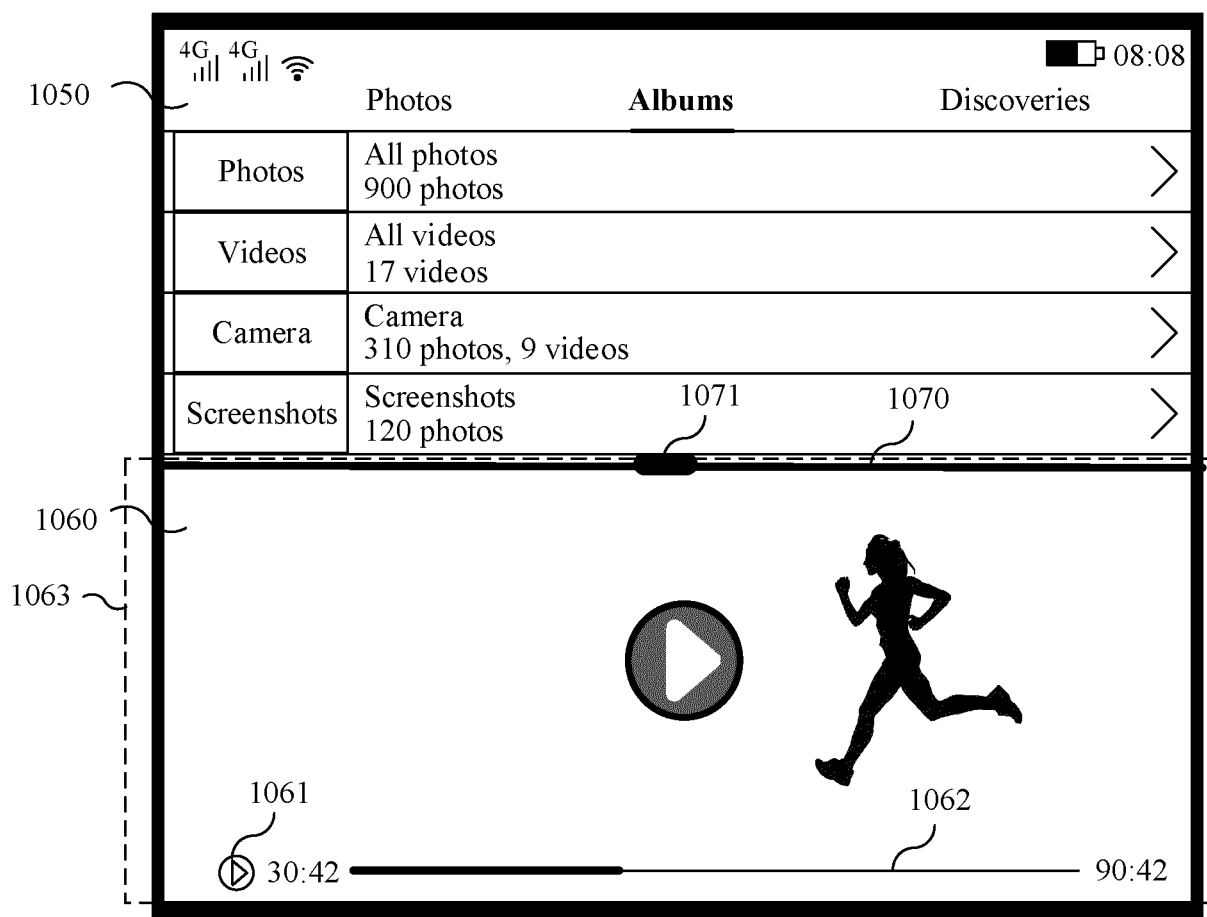 4G 4G 08:08
1050
Photos Albums Discoveries
Photos All photos
900 photos
Videos All videos
17 videos
Camera Camera
310 photos, 9 videos
Screenshots Screenshots
120 photos
1071 1070
1060
1063
1061 1062
30:42 90:42